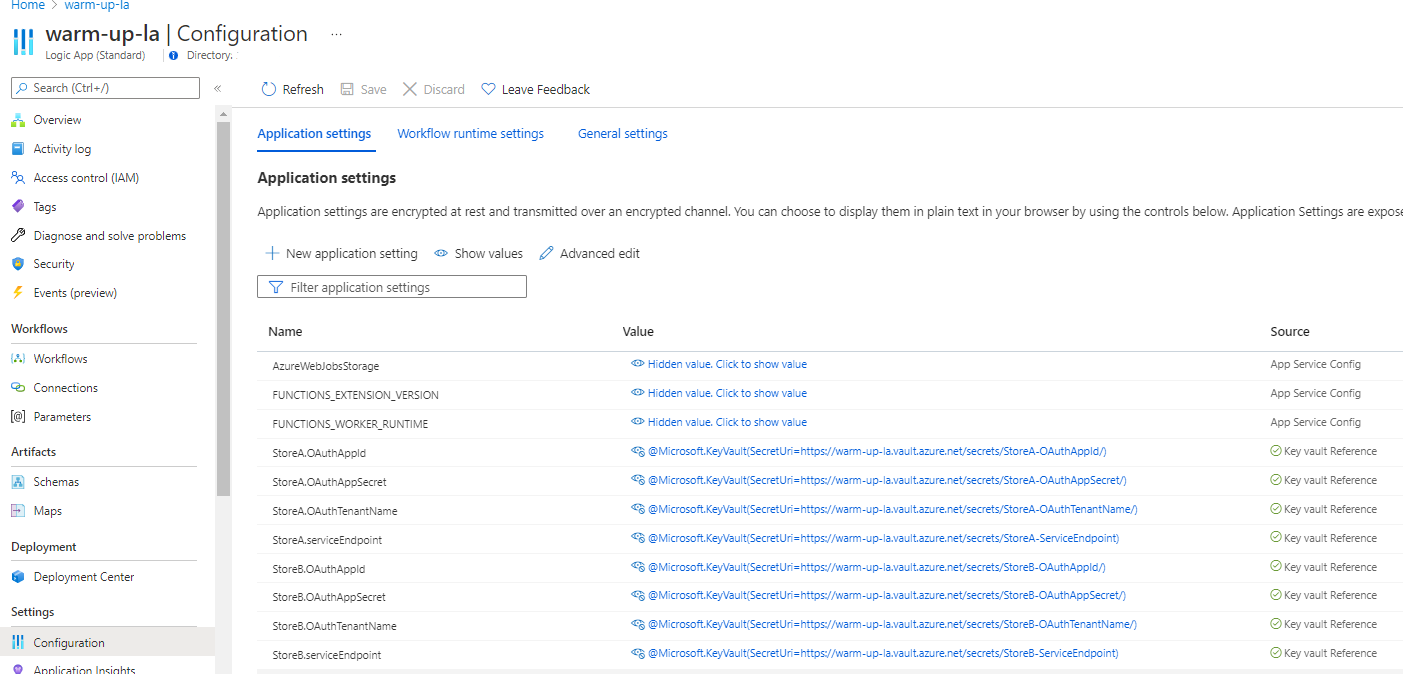 Home > warm-up-la
warm-up-la | Configuration ...
Logic App (Standard) Directory:
Search (Ctrl+/) «
Overview
Activity log
Access control (IAM)
Tags
Diagnose and solve problems
Security
Events (preview)
Workflows
Workflows
Connections
Parameters
Artifacts
Schemas
Maps
Deployment
Deployment Center
Settings
Configuration
Application Insights
Refresh Save Discard Leave Feedback
Application settings Workflow runtime settings General settings
Application settings
Application settings are encrypted at rest and transmitted over an encrypted channel. You can choose to display them in plain text in your browser by using the controls below. Application Settings are expose
New application setting Show values Advanced edit
Filter application settings
Name Value Source
AzureWebJobsStorage Hidden value. Click to show value App Service Config
FUNCTIONS_EXTENSION_VERSION Hidden value. Click to show value App Service Config
FUNCTIONS_WORKER_RUNTIME Hidden value. Click to show value App Service Config
StoreA.OAuthAppId @Microsoft.KeyVault(SecretUri=https://warm-up-la.vault.azure.net/secrets/StoreA-OAuthAppId/) Key vault Reference
StoreA.OAuthAppSecret @Microsoft.KeyVault(SecretUri=https://warm-up-la.vault.azure.net/secrets/StoreA-OAuthAppSecret/) Key vault Reference
StoreA.OAuthTenantName @Microsoft.KeyVault(SecretUri=https://warm-up-la.vault.azure.net/secrets/StoreA-OAuthTenantName/) Key vault Reference
StoreA.serviceEndpoint @Microsoft.KeyVault(SecretUri=https://warm-up-la.vault.azure.net/secrets/StoreA-ServiceEndpoint) Key vault Reference
StoreB.OAuthAppId @Microsoft.KeyVault(SecretUri=https://warm-up-la.vault.azure.net/secrets/StoreB-OAuthAppId/) Key vault Reference
StoreB.OAuthAppSecret @Microsoft.KeyVault(SecretUri=https://warm-up-la.vault.azure.net/secrets/StoreB-OAuthAppSecret/) Key vault Reference
StoreB.OAuthTenantName @Microsoft.KeyVault(SecretUri=https://warm-up-la.vault.azure.net/secrets/StoreB-OAuthTenantName/) Key vault Reference
StoreB.serviceEndpoint @Microsoft.KeyVault(SecretUri=https://warm-up-la.vault.azure.net/secrets/StoreB-ServiceEndpoint) Key vault Reference